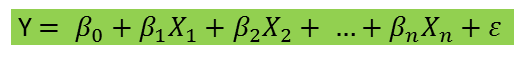 Y = β₀ + β₁X₁ + β₂X₂ + ... + βₙXₙ + ε